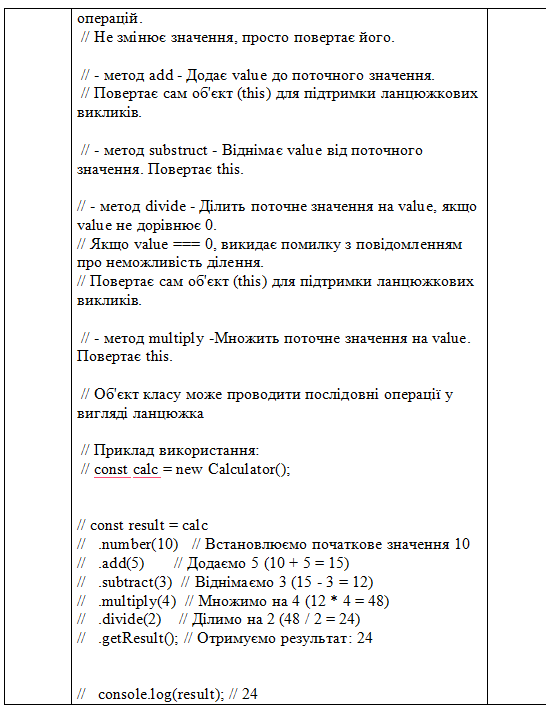 операцій.
// Не змінює значення, просто повертає його.
// - метод add - Додає value до поточного значення.
// Повертає сам об'єкт (this) для підтримки ланцюжкових
викликів.
// - метод substruct - Віднімає value від поточного
значення. Повертає this.
// - метод divide - Ділить поточне значення на value, якщо
value не дорівнює 0.
// Якщо value === 0, викидає помилку з повідомленням
про неможливість ділення.
// Повертає сам об'єкт (this) для підтримки ланцюжкових
викликів.
// - метод multiply -Множить поточне значення на value.
Повертає this.
// Об'єкт класу може проводити послідовні операції у
вигляді ланцюжка
// Приклад використання:
// const calc = new Calculator();
// const result = calc
// .number(10) // Встановлюємо початкове значення 10
// .add(5) // Додаємо 5 (10 + 5 = 15)
// .subtract(3) // Віднімаємо 3 (15 - 3 = 12)
// .multiply(4) // Множимо на 4 (12 * 4 = 48)
// .divide(2) // Ділимо на 2 (48 / 2 = 24)
// .getResult(); // Отримуємо результат: 24
// console.log(result); // 24